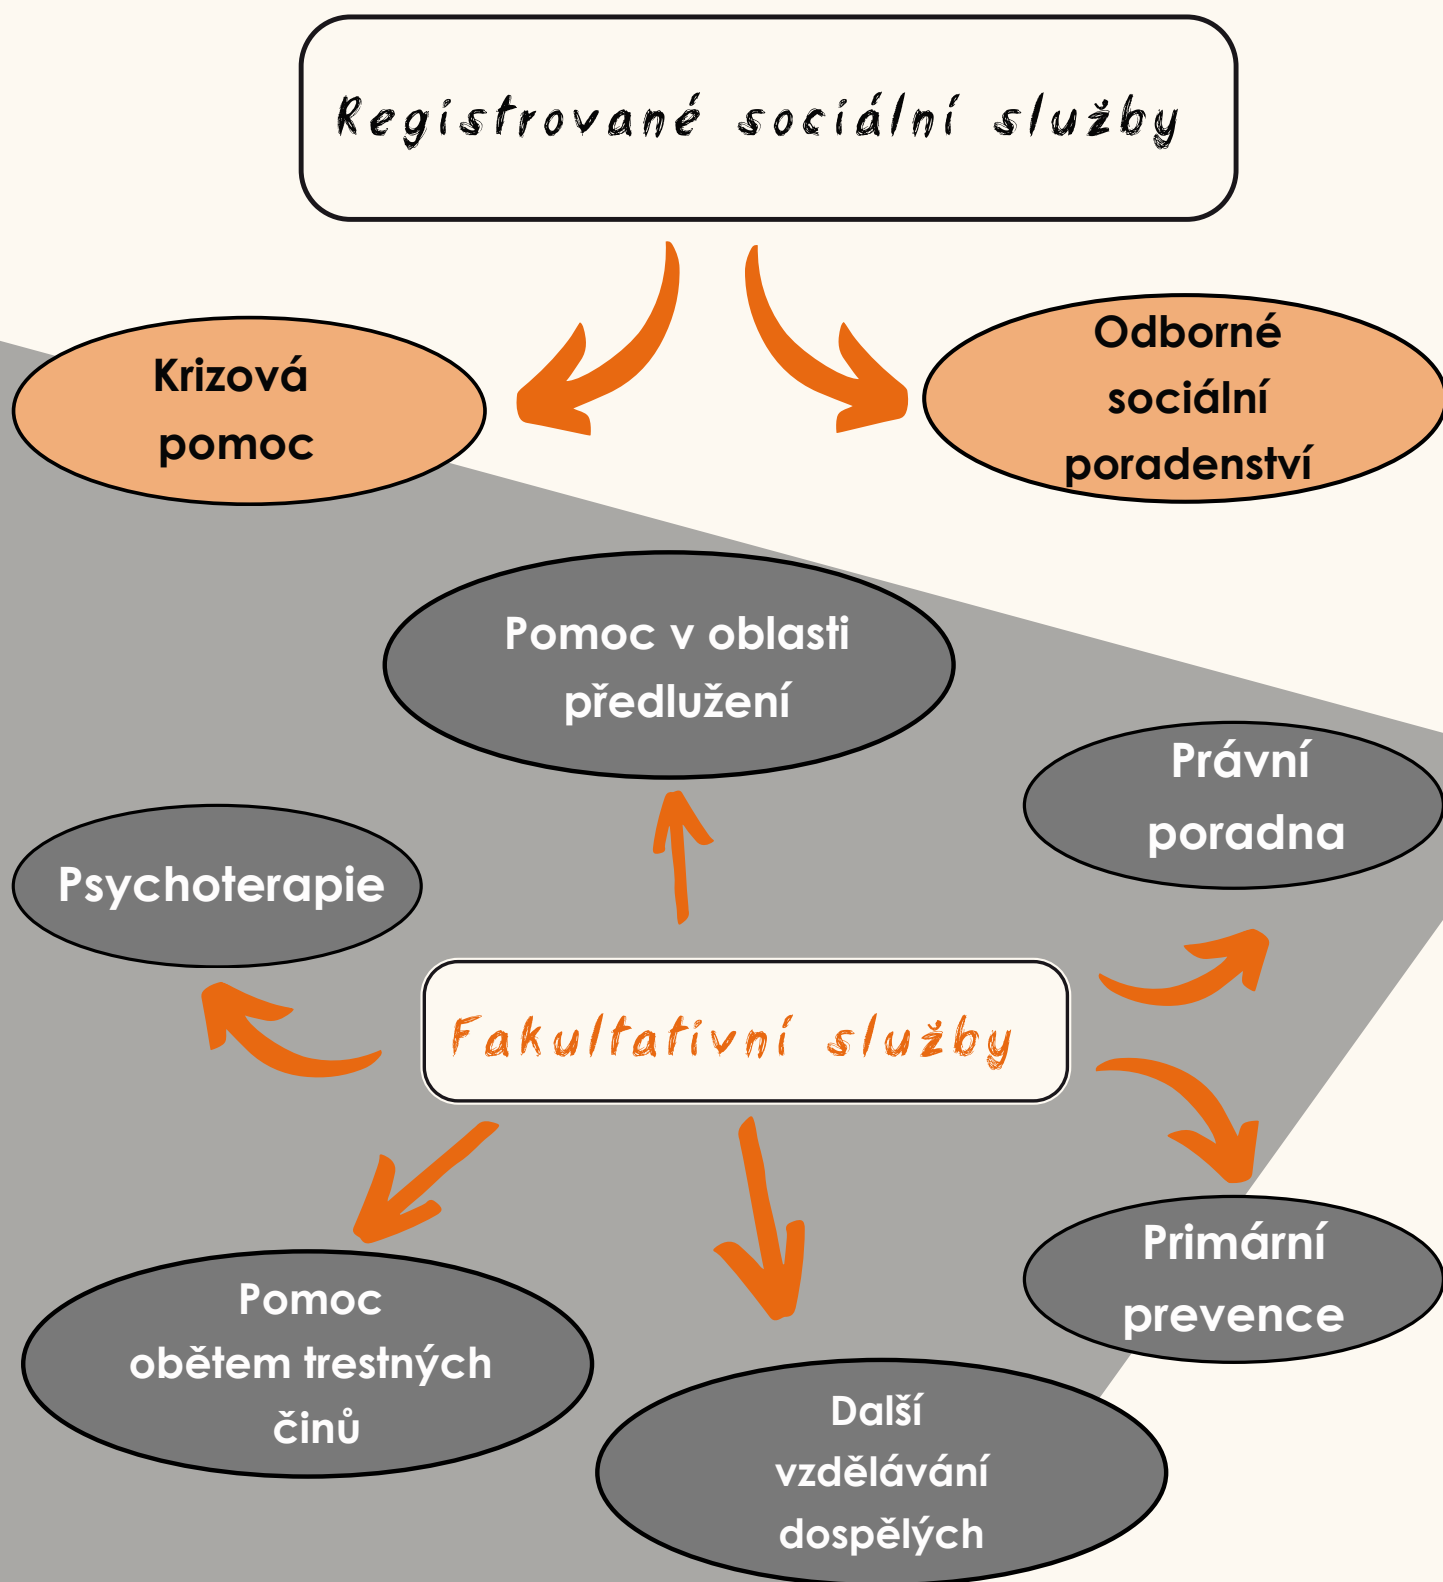 Registrované sociální služby
Krizová
pomoc
Odborné
sociální
poradenství
Pomoc v oblasti
předlužení
Právní
poradna
Psychoterapie
Fakultativní služby
Pomoc
obětem trestných
činů
Primární
prevence
Další
vzdělávání
dospělých